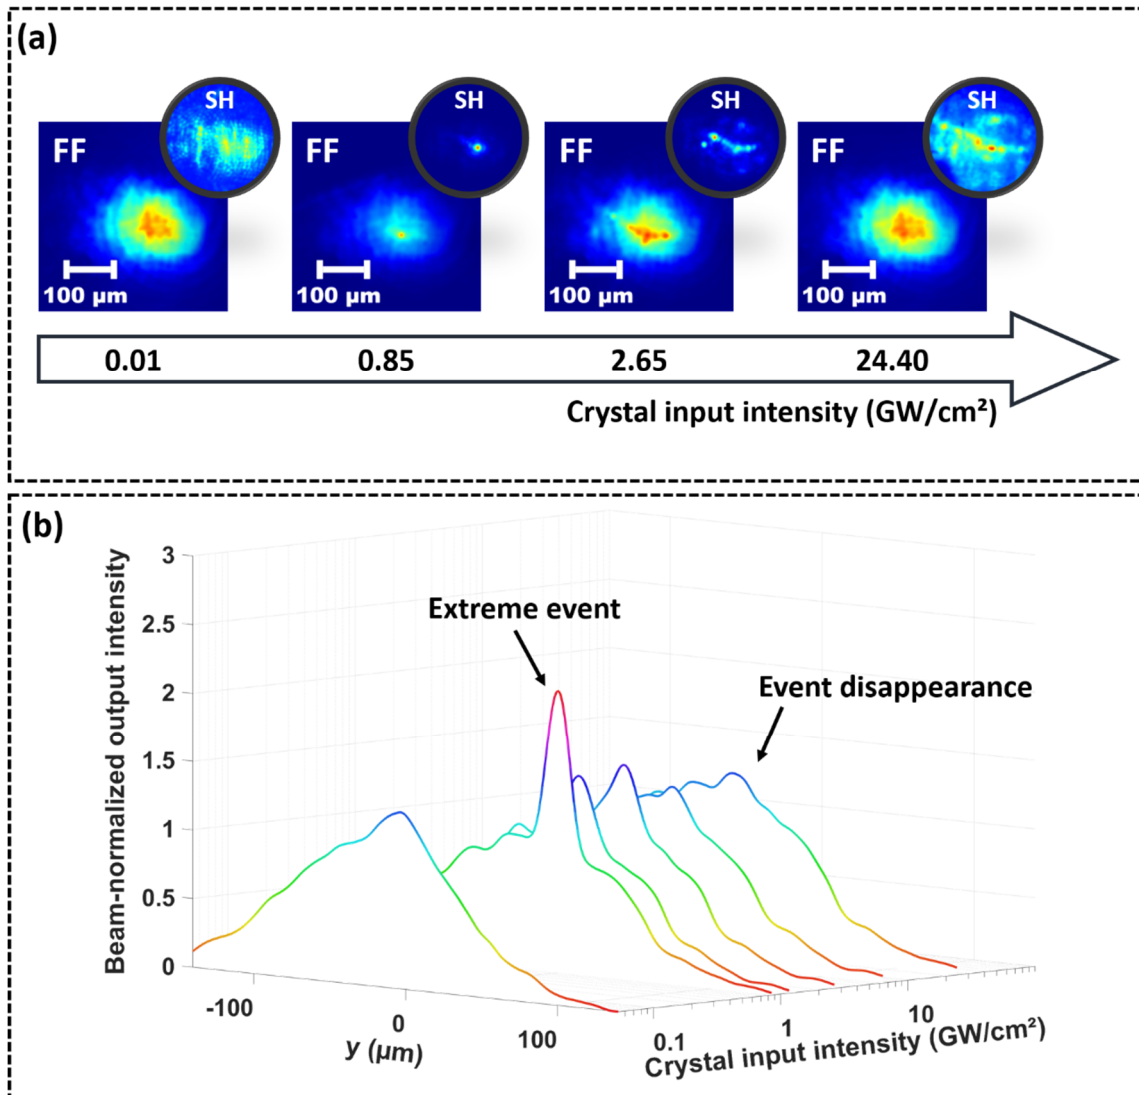 (a)
SH
SH
SH
SH
FF
FF
FF
FF
100 µm
100 µm
100 µm
100 µm
0.01
0.85
2.65
24.40
Crystal input intensity (GW/cm²)
(b)
Beam-normalized output intensity
3
2.5
2
1.5
1
0.5
0
Extreme event
Event disappearance
-100
0
100
y (µm)
0.1
1
10
Crystal input intensity (GW/cm²)